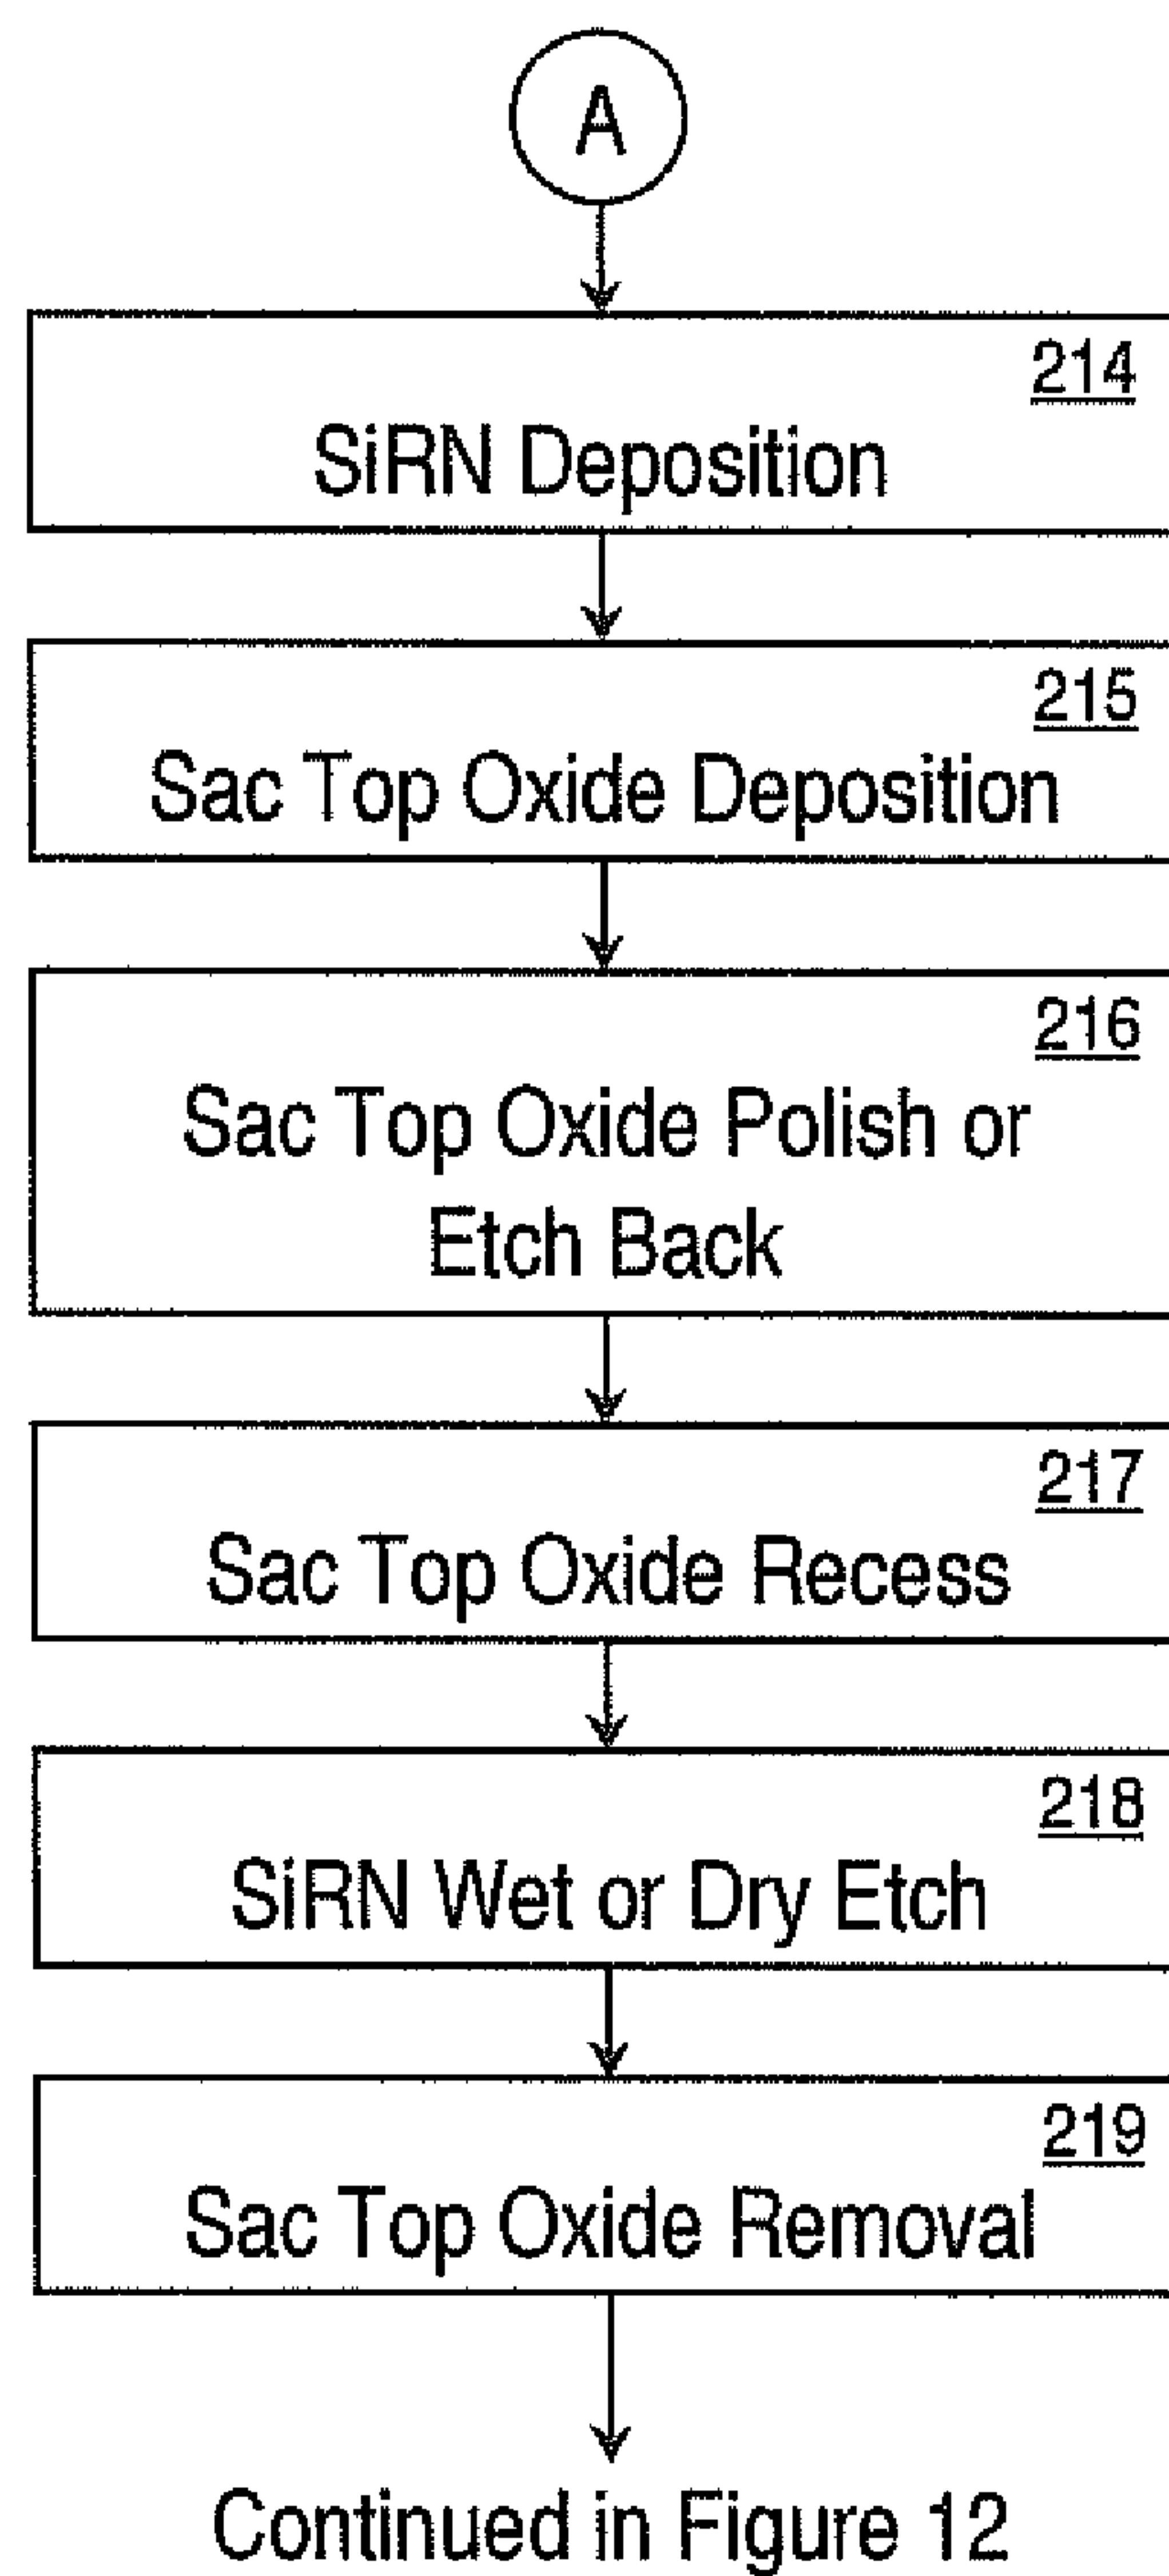 A
214
SiRN Deposition
215
Sac Top Oxide Deposition
216
Sac Top Oxide Polish or
Etch Back
217
Sac Top Oxide Recess
218
SiRN Wet or Dry Etch
219
Sac Top Oxide Removal
Continued in Figure 12